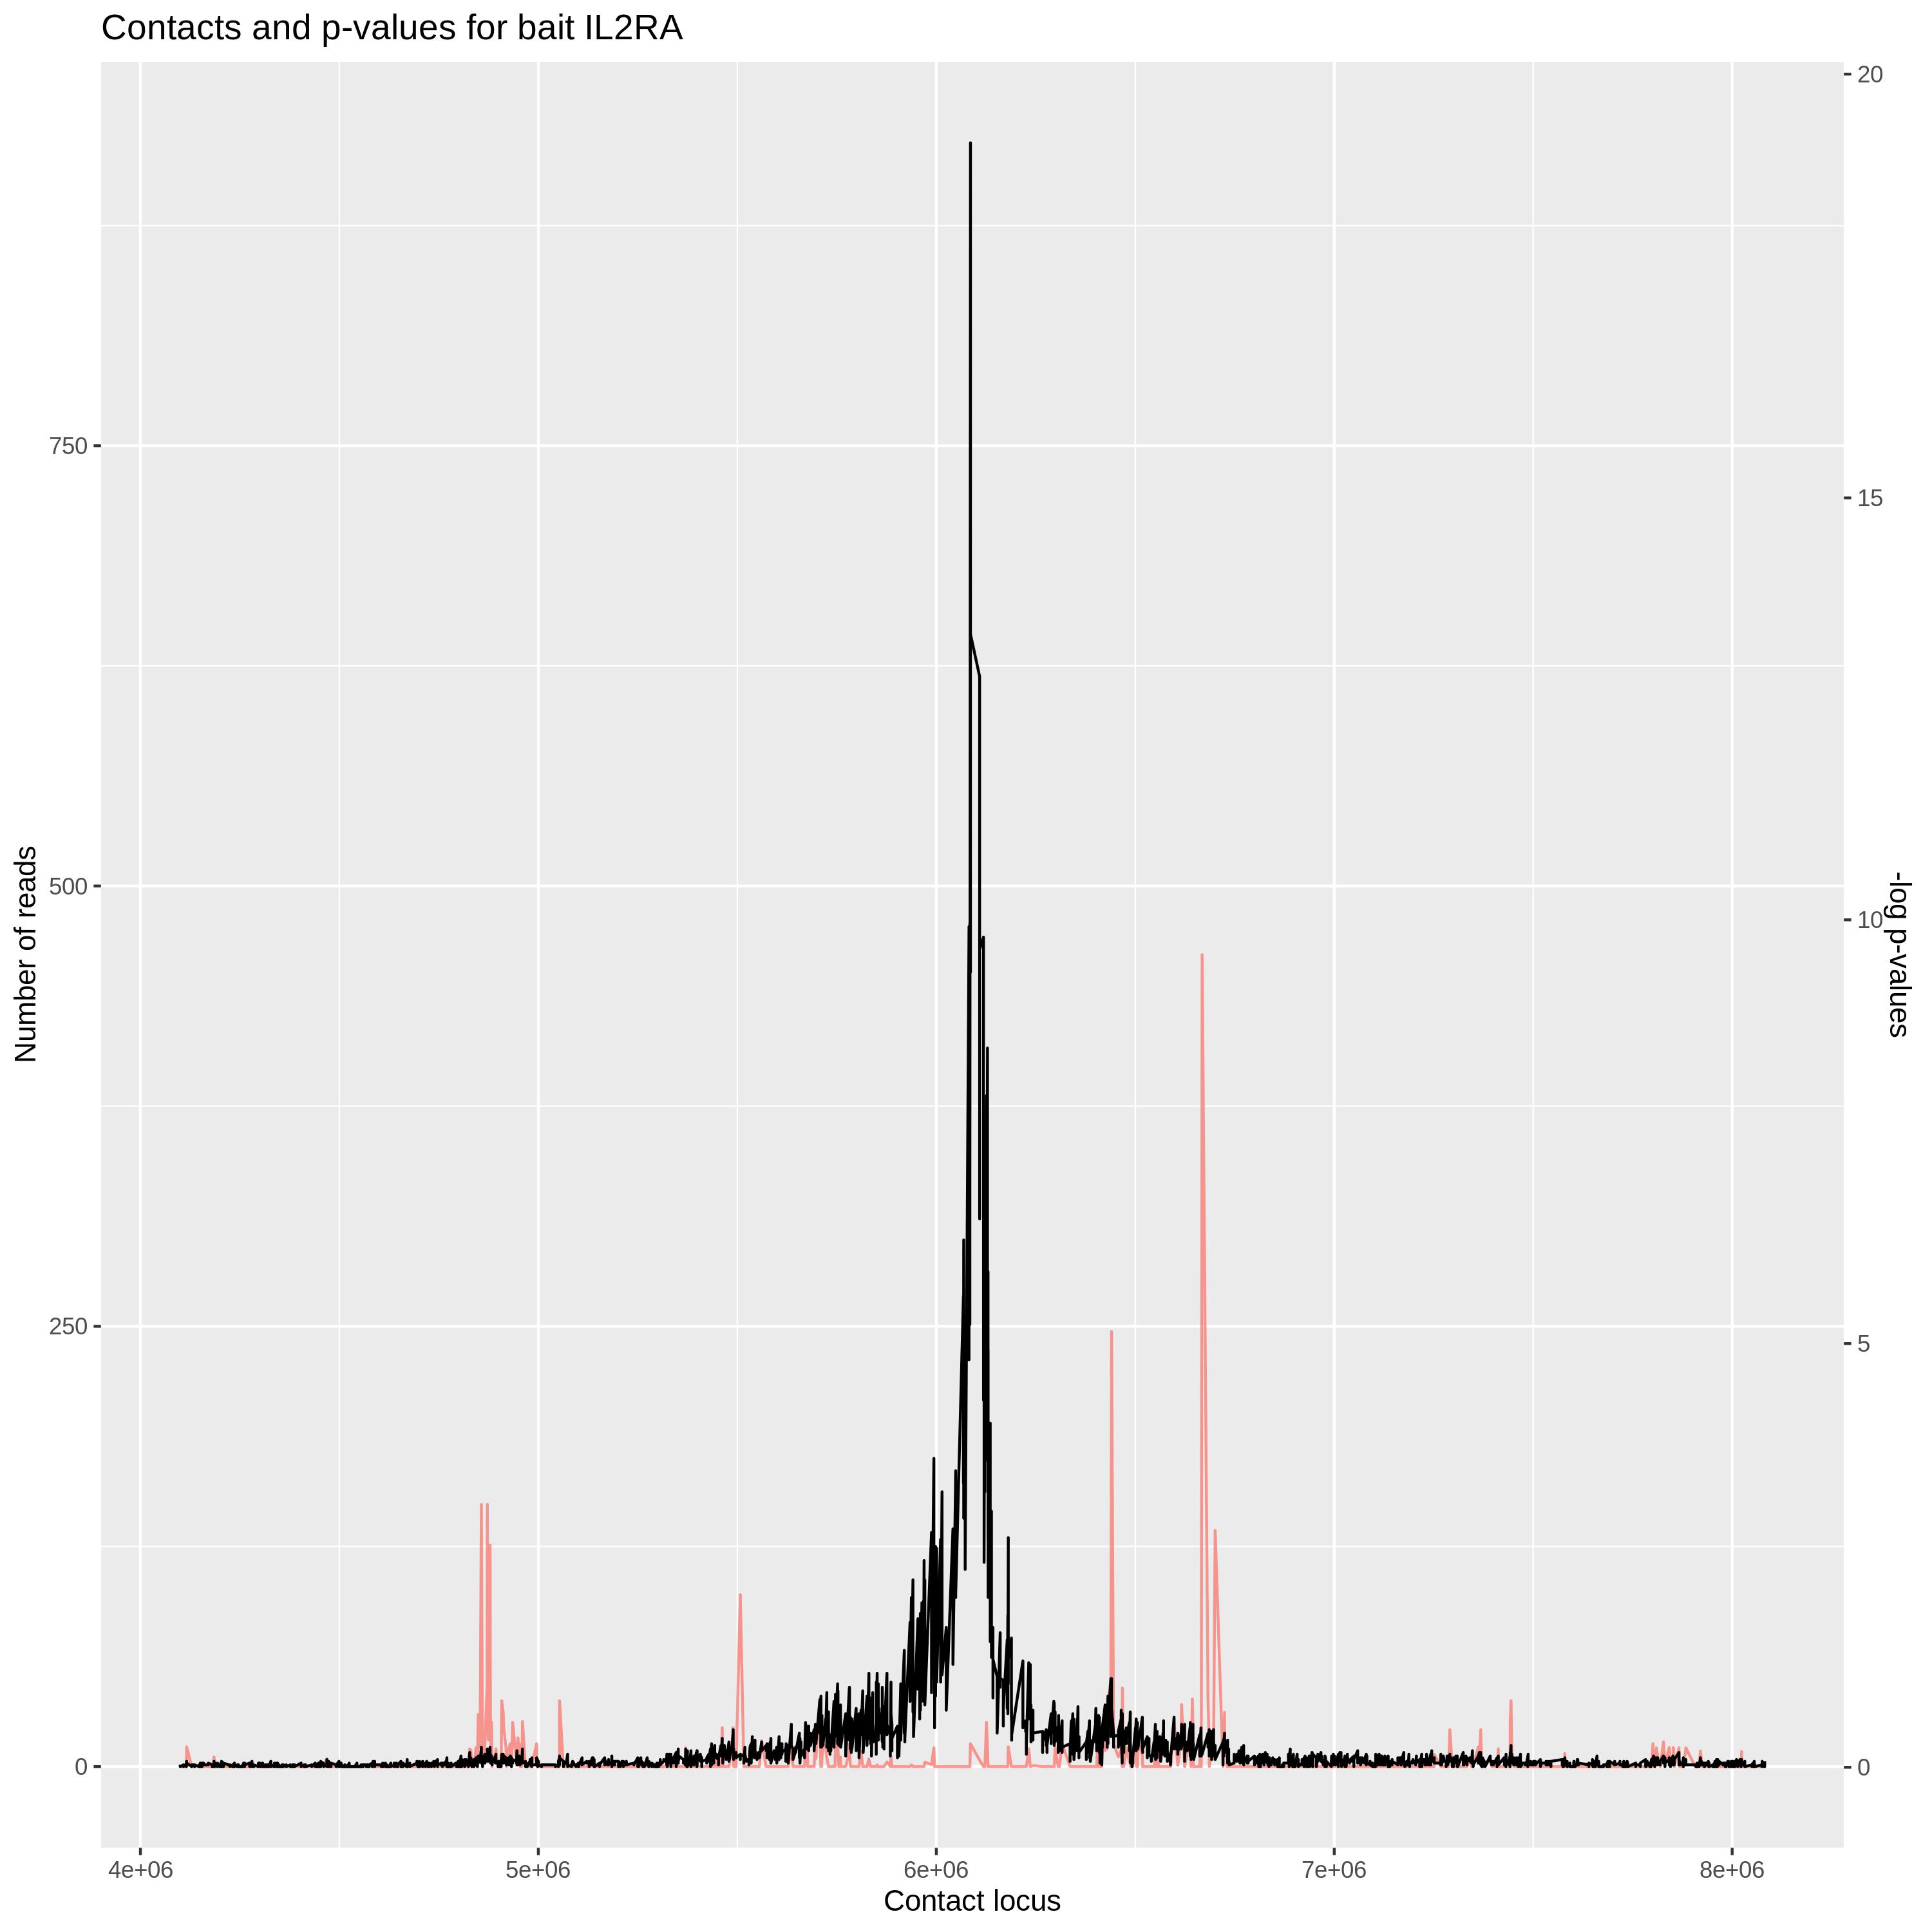 Contacts and p-values for bait IL2RA
Number of reads
750
500
250
0
20
15
10
5
0
-log p-values
4e+06
5e+06
6e+06
7e+06
8e+06
Contact locus